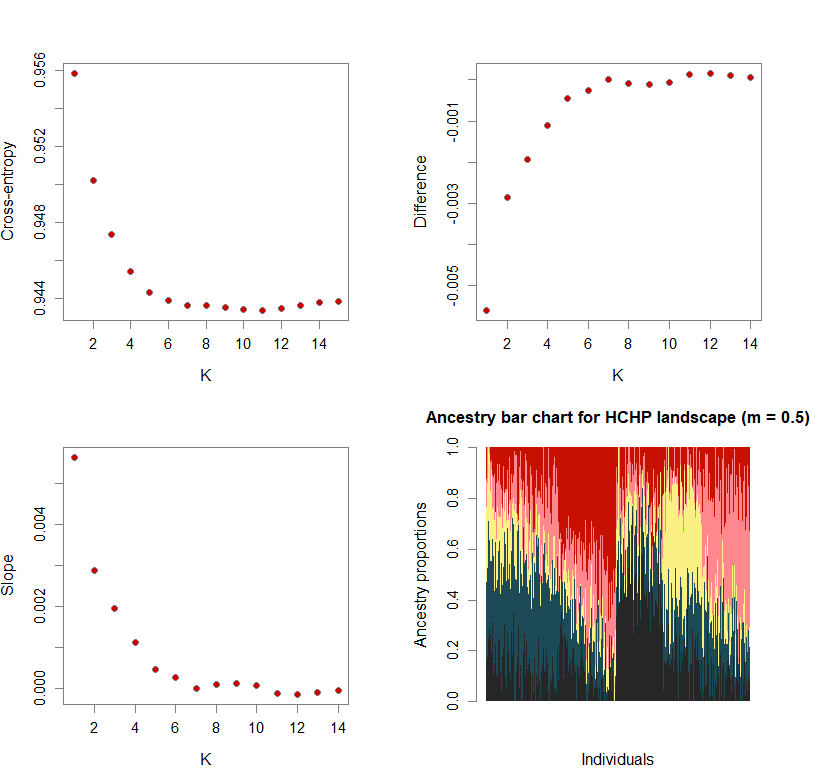 Cross-entropy
0.956
0.952
0.948
0.944
2 4 6 8 10 12 14
K
Difference
-0.001
-0.003
-0.005
2 4 6 8 10 12 14
K
Slope
0.004
0.002
0.000
2 4 6 8 10 12 14
K
Ancestry bar chart for HCHP landscape (m = 0.5)
Ancestry proportions
1.0
0.8
0.6
0.4
0.2
0.0
Individuals